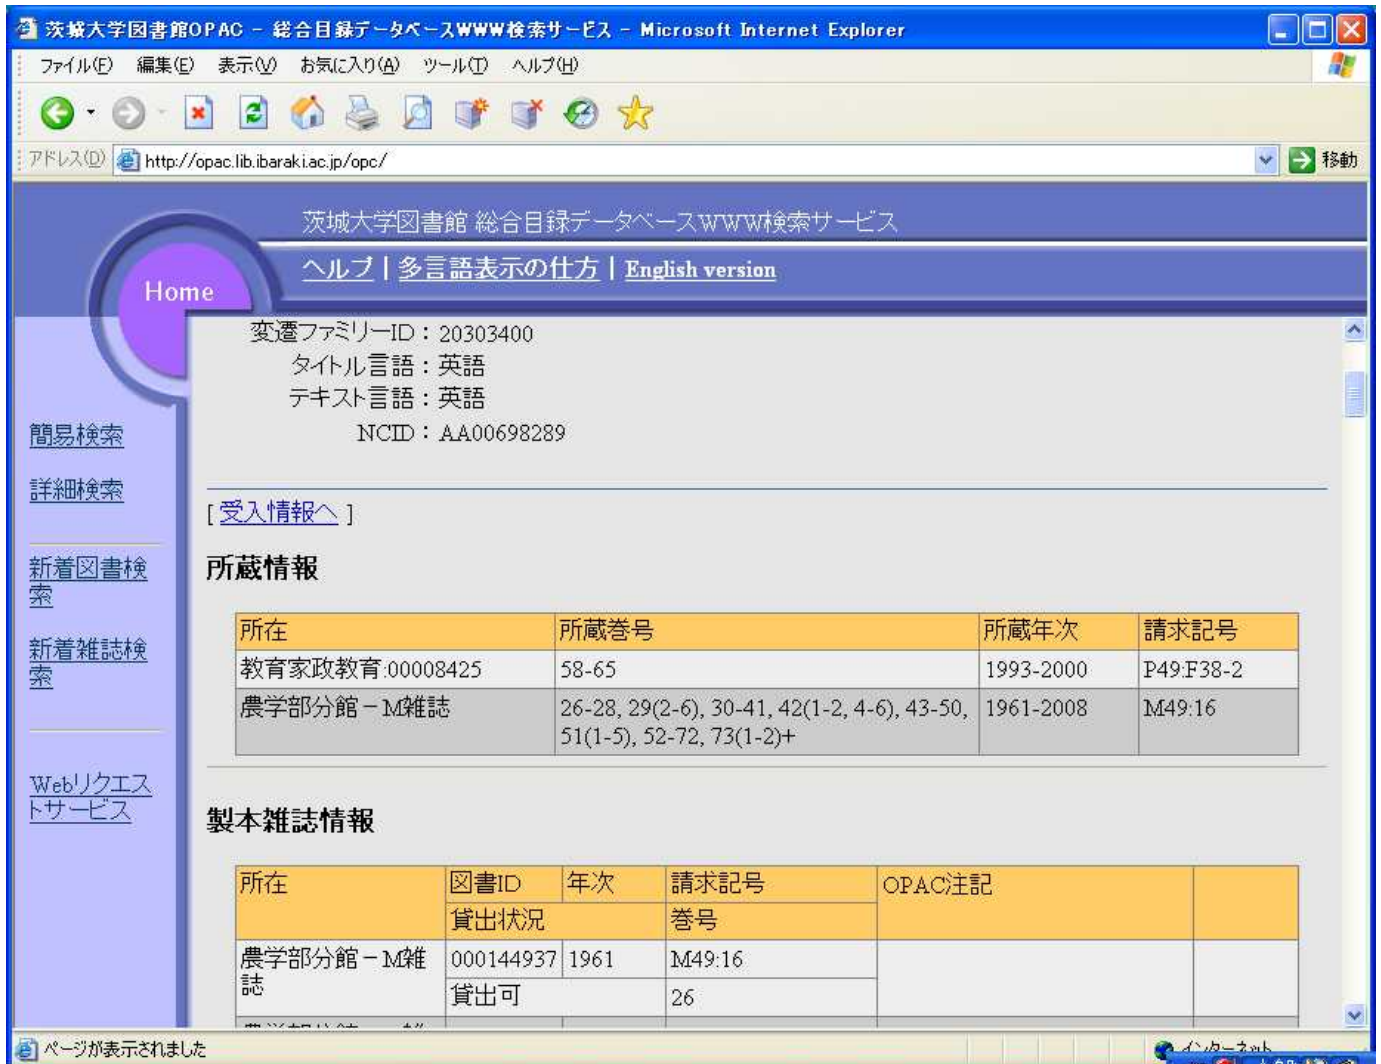 茨城大学図書館OPAC - 総合目録データベースWWW検索サービス - Microsoft Internet Explorer
ファイル(F) 編集(E) 表示(V) お気に入り(A) ツール(T) ヘルプ(H)
アドレス(D) http://opac.lib.ibaraki.ac.jp/opc/ 移動
茨城大学図書館 総合目録データベースWWW検索サービス
ヘルプ | 多言語表示の仕方 | English version
Home
変遷ファミリーID : 20303400
タイトル言語 : 英語
テキスト言語 : 英語
NCID : AA00698289
簡易検索
詳細検索
新着図書検
索
新着雑誌検
索
Webリクエス
トサービス
[ 受入情報へ ]
所蔵情報
所在 所蔵巻号 所蔵年次 請求記号
教育家政教育:00008425 58-65 1993-2000 P49:F38-2
農学部分館-M雑誌 26-28, 29(2-6), 30-41, 42(1-2, 4-6), 43-50, 1961-2008 M49:16
51(1-5), 52-72, 73(1-2)+
製本雑誌情報
所在 図書ID 年次 請求記号 OPAC注記
貸出状況 巻号
農学部分館-M雑 000144937 1961 M49:16
誌
貸出可 26
ページが表示されました
インターネット